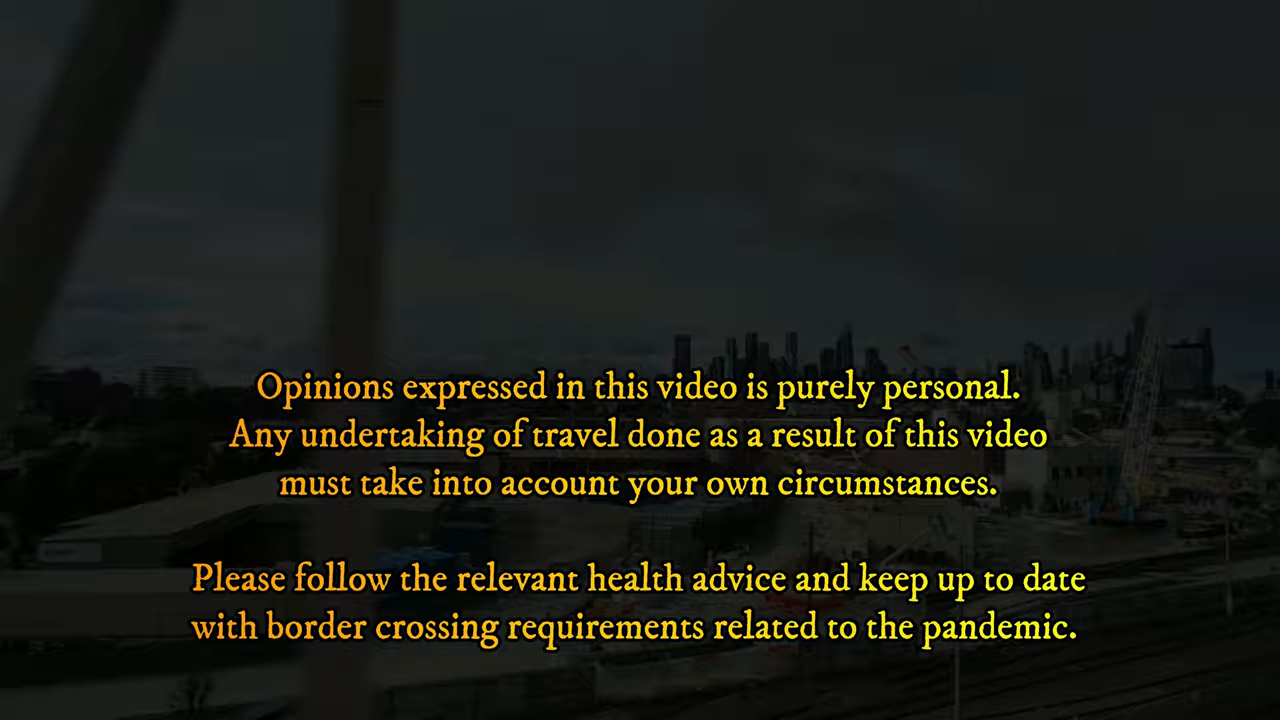 Opinions expressed in this video is purely personal.
Any undertaking of travel done as a result of this video
must take into account your own circumstances.
Please follow the relevant health advice and keep up to date
with border crossing requirements related to the pandemic.